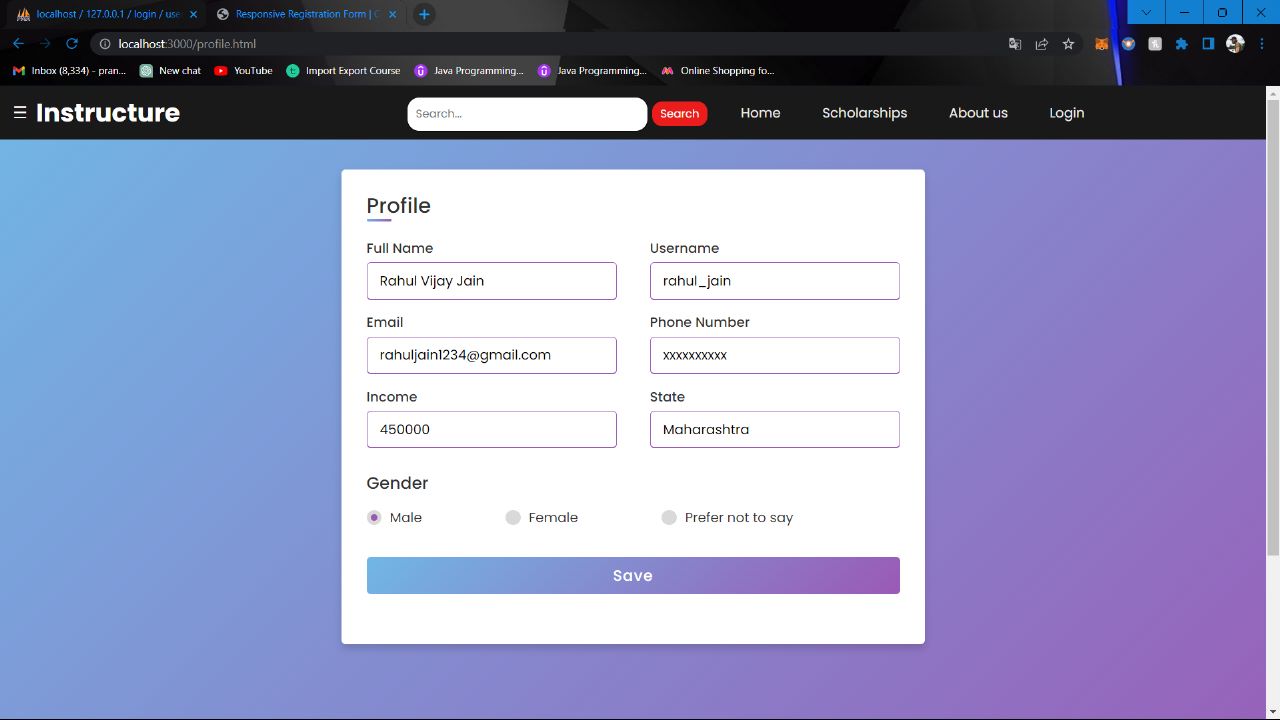 localhost / 127.0.0.1 / login / use
Responsive Registration Form | C
localhost:3000/profile.html
Inbox (8,334) - pran...
New chat
YouTube
Import Export Course
Java Programming...
Java Programming...
Online Shopping fo...
Instructure
Search...
Search
Home
Scholarships
About us
Login
Profile
Full Name
Username
Rahul Vijay Jain
rahul_jain
Email
Phone Number
rahuljain1234@gmail.com
xxxxxxxxxx
Income
State
450000
Maharashtra
Gender
Male
Female
Prefer not to say
Save